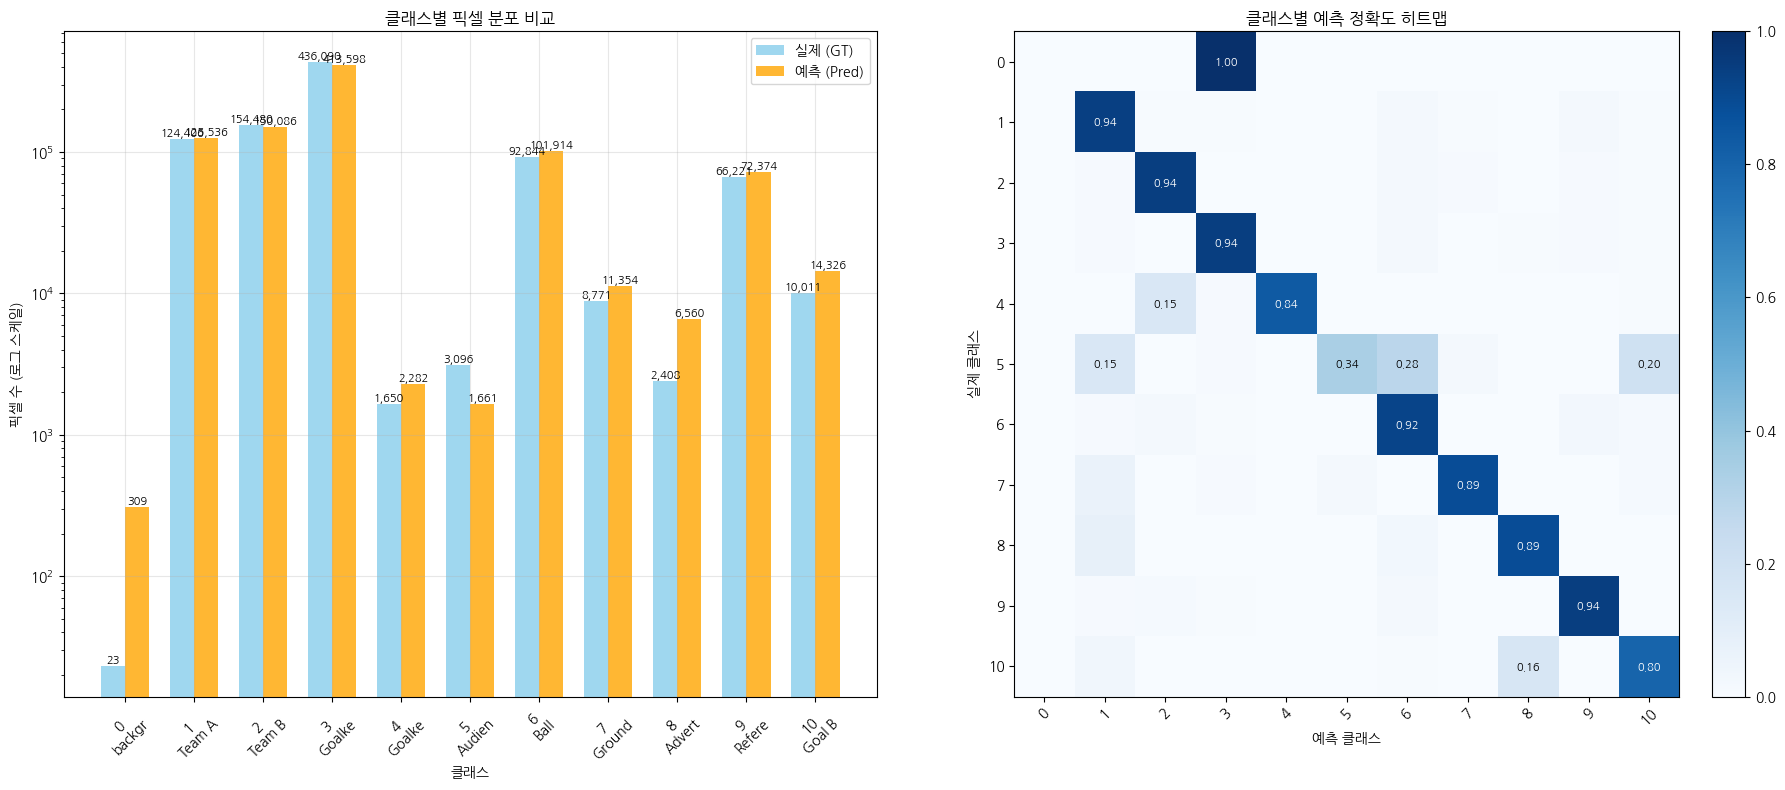 클래스별 픽셀 분포 비교
실제 (GT)
예측 (Pred)
픽셀 수 (로그 스케일)
10^5
10^4
10^3
10^2
23
309
125,536
154,480
150,086
436,090
413,598
1,650
2,282
3,096
1,661
92,844
101,914
8,771
11,354
2,408
6,560
66,221
72,374
10,011
14,326
0
backgr
1
Team A
2
Team B
3
Goalke
4
Goalke
5
Audien
6
Ball
7
Ground
8
Advert
9
Refere
10
Goal B
클래스
클래스별 예측 정확도 히트맵
실제 클래스
0 1.00
1 0.94
2 0.94
3 0.94
4 0.15 0.84
5 0.15 0.34 0.28 0.20
6 0.92
7 0.89
8 0.89
9 0.94
10 0.16 0.80
0 1 2 3 4 5 6 7 8 9 10
예측 클래스
1.0
0.8
0.6
0.4
0.2
0.0